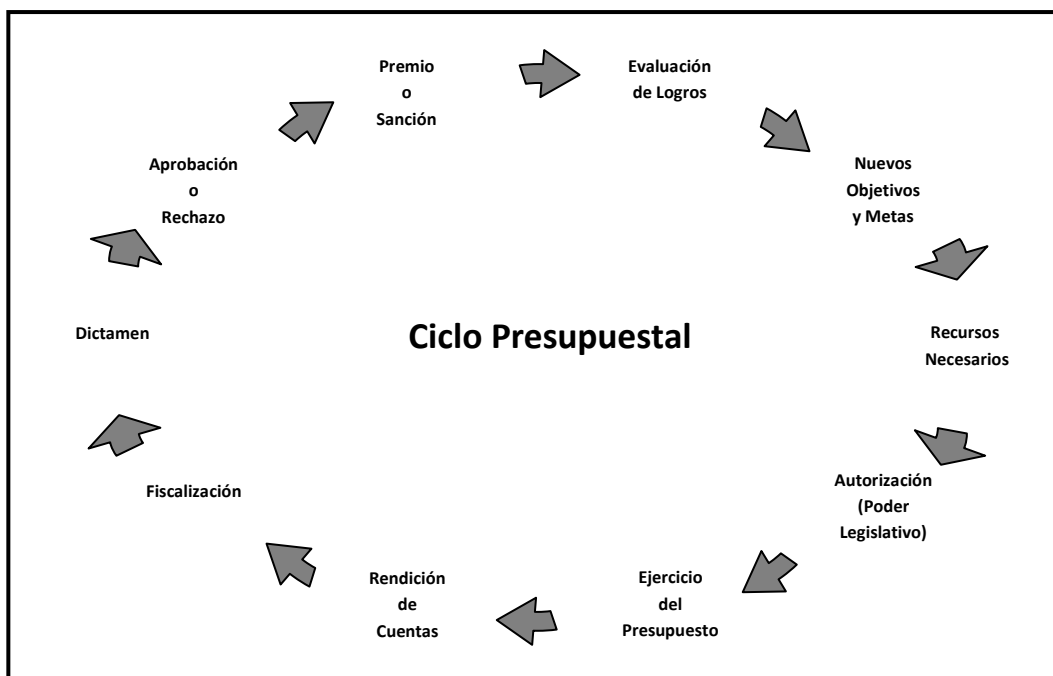 Premio
o
Sanción
Evaluación
de Logros
Nuevos
Objetivos
y Metas
Recursos
Necesarios
Autorización
(Poder
Legislativo)
Ejercicio
del
Presupuesto
Rendición
de
Cuentas
Fiscalización
Dictamen
Aprobación
o
Rechazo
Ciclo Presupuestal